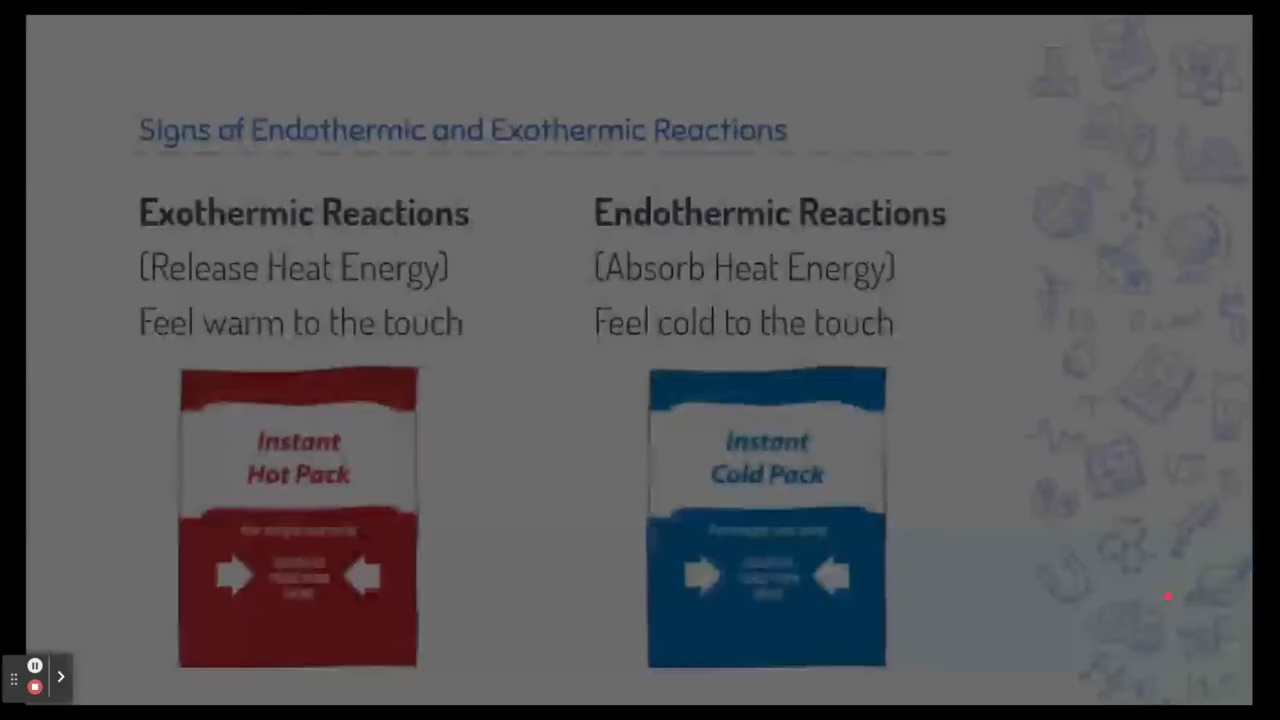 Signs of Endothermic and Exothermic Reactions
Exothermic Reactions
(Release Heat Energy)
Feel warm to the touch
Endothermic Reactions
(Absorb Heat Energy)
Feel cold to the touch
Instant
Hot Pack
Instant
Cold Pack